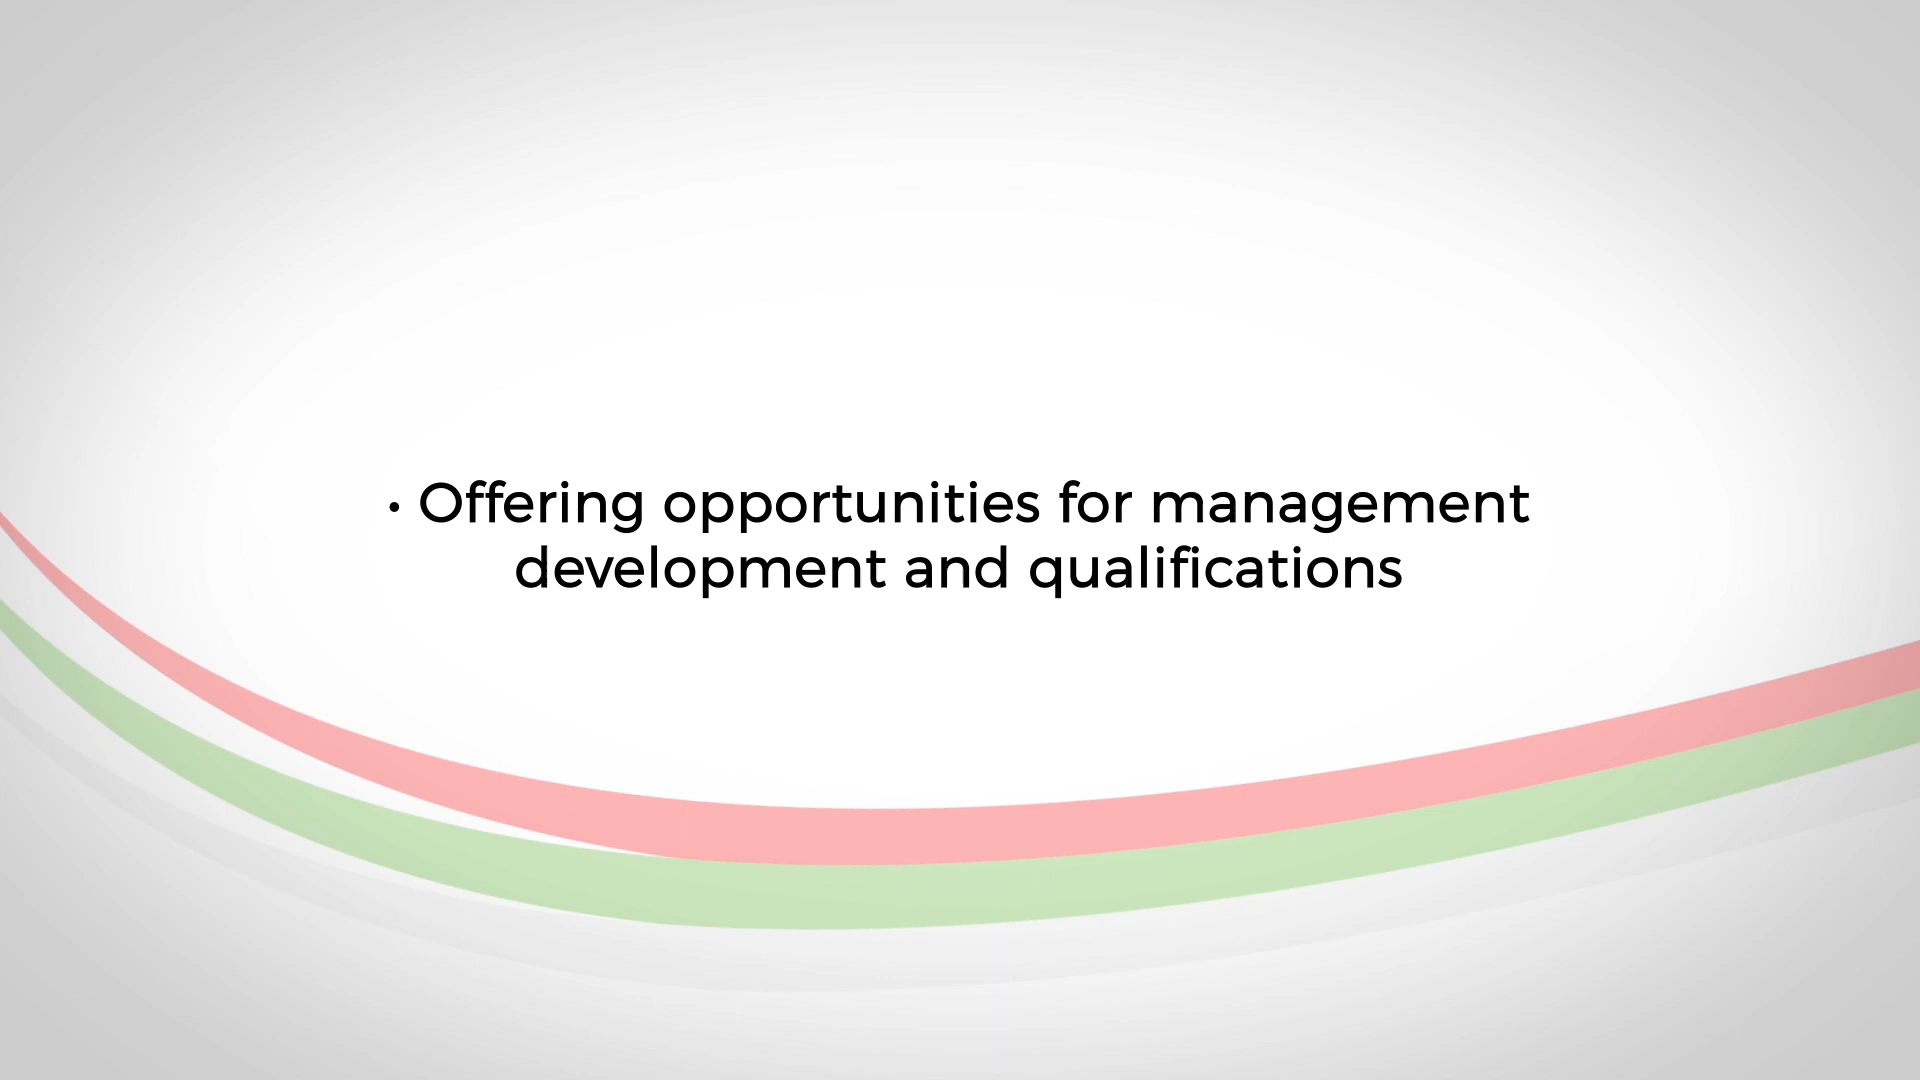 • Offering opportunities for management
development and qualifications